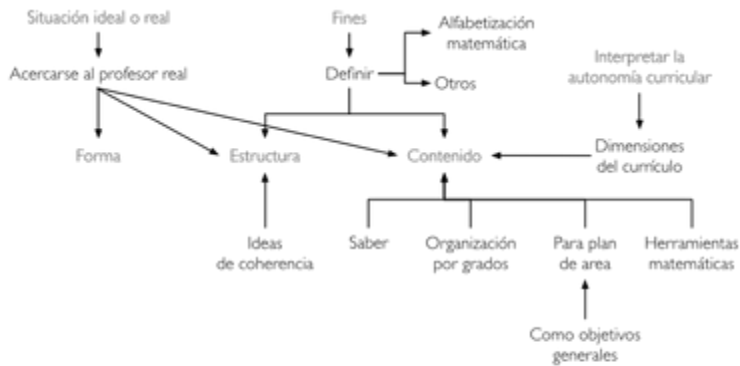 Situación ideal o real
Fines
Alfabetización
matemática
Interpretar la
autonomía curricular
Acercarse al profesor real
Definir
Otros
Forma
Estructura
Contenido
Dimensiones
del currículo
Ideas
de coherencia
Saber
Organización
por grados
Para plan
de area
Herramientas
matemáticas
Como objetivos
generales